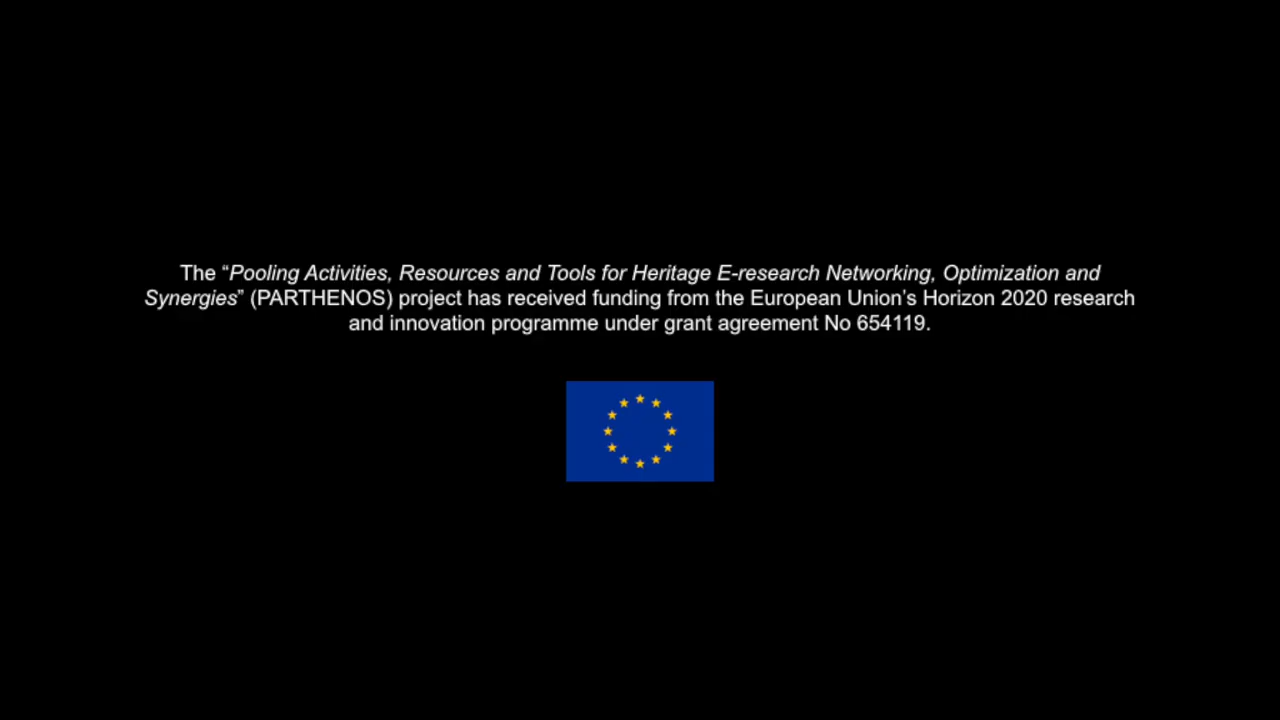 The “Pooling Activities, Resources and Tools for Heritage E-research Networking, Optimization and
Synergies” (PARTHENOS) project has received funding from the European Union’s Horizon 2020 research
and innovation programme under grant agreement No 654119.